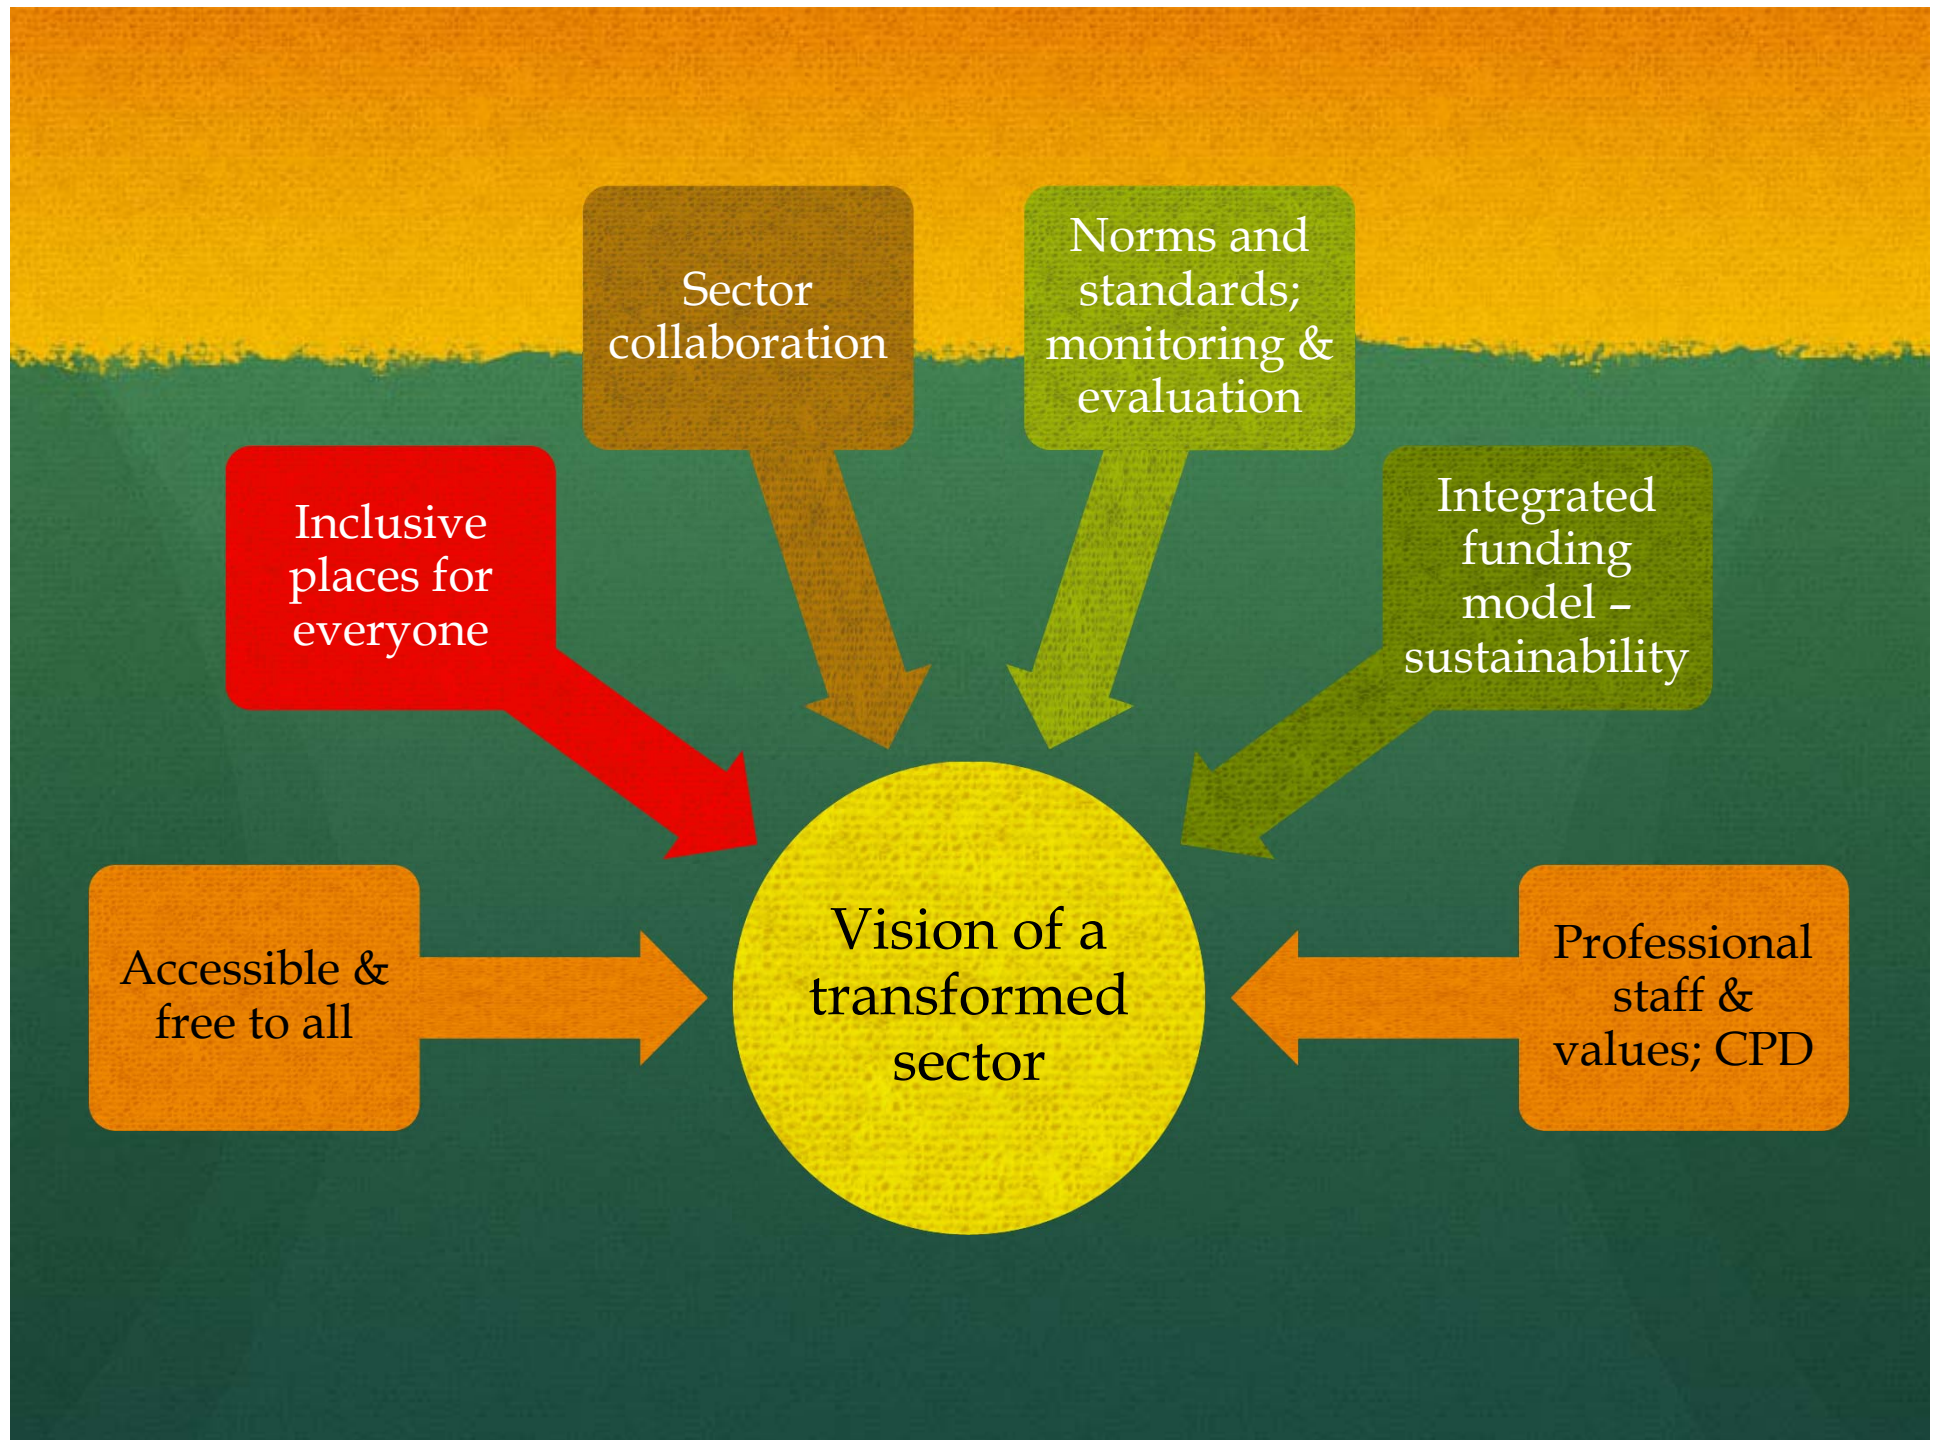 Sector
collaboration
Norms and
standards;
monitoring &
evaluation
Inclusive
places for
everyone
Integrated
funding
model –
sustainability
Accessible &
free to all
Vision of a
transformed
sector
Professional
staff &
values; CPD